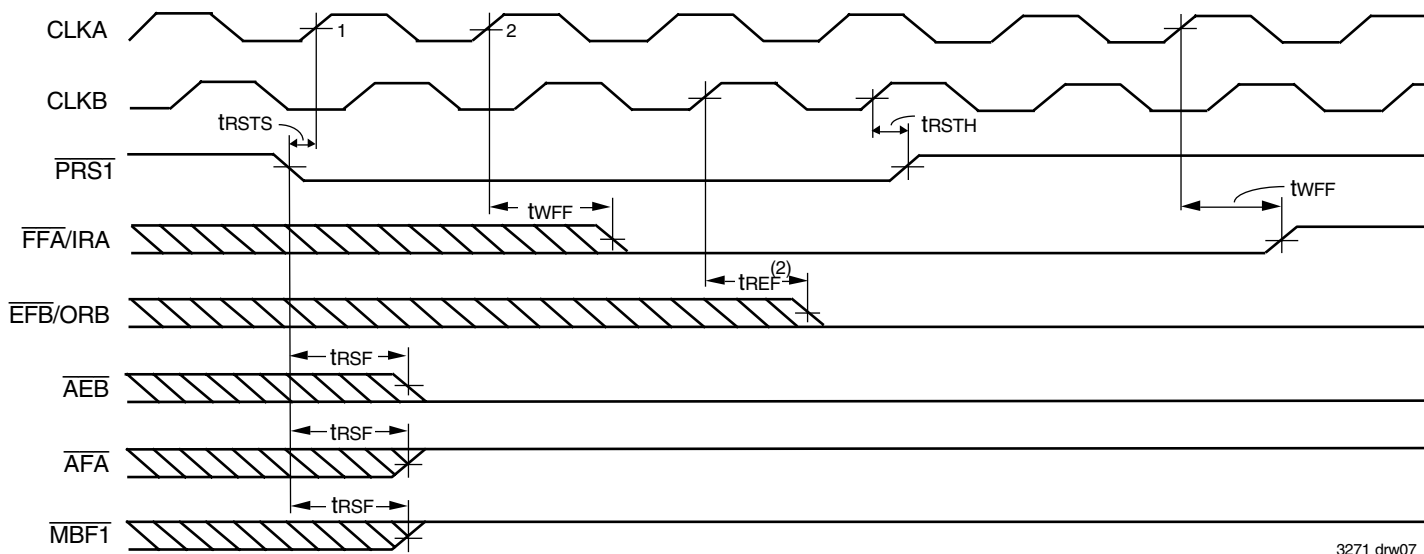 CLKA
1
2
CLKB
tRSTS
tRSTH
PRS1
tWFF
tWFF
FFA/IRA
tREF(2)
EFB/ORB
tRSF
AEB
tRSF
AFA
tRSF
MBF1
3271 drw07